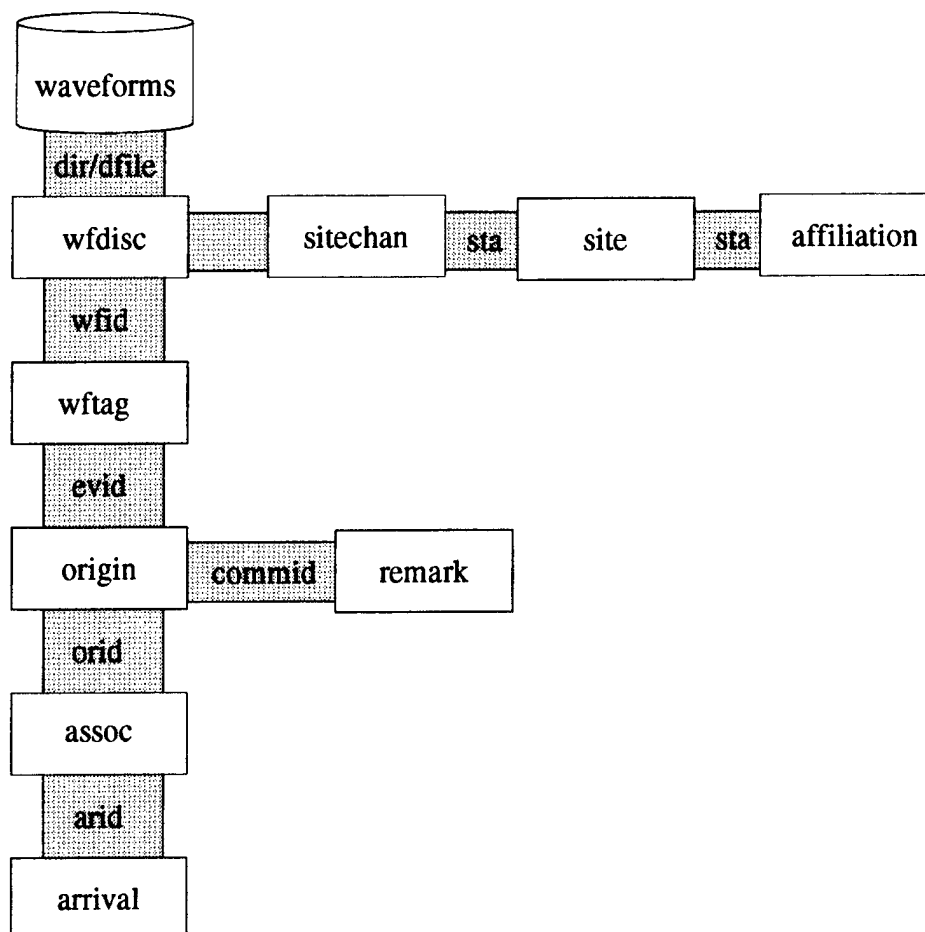 waveforms
dir/dfile
wfdisc
sitechan
sta
site
sta
affiliation
wfid
wftag
evid
origin
commid
remark
orid
assoc
arid
arrival